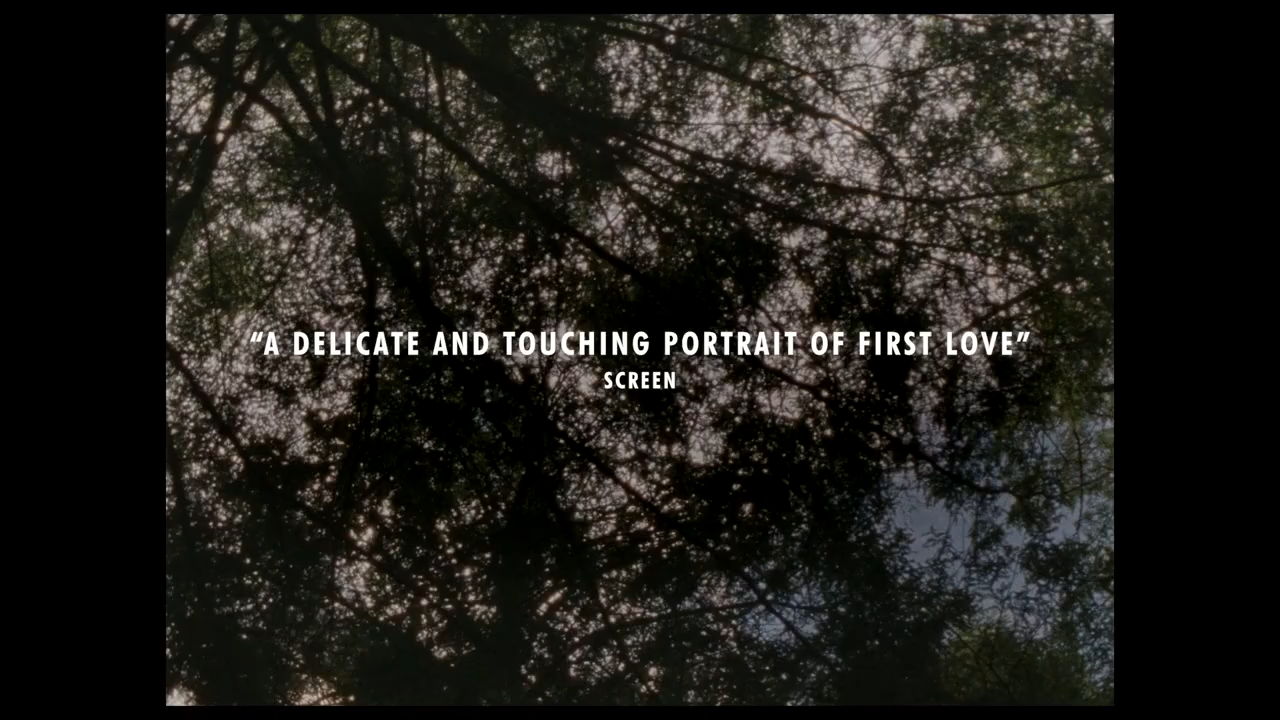 “A DELICATE AND TOUCHING PORTRAIT OF FIRST LOVE”
SCREEN